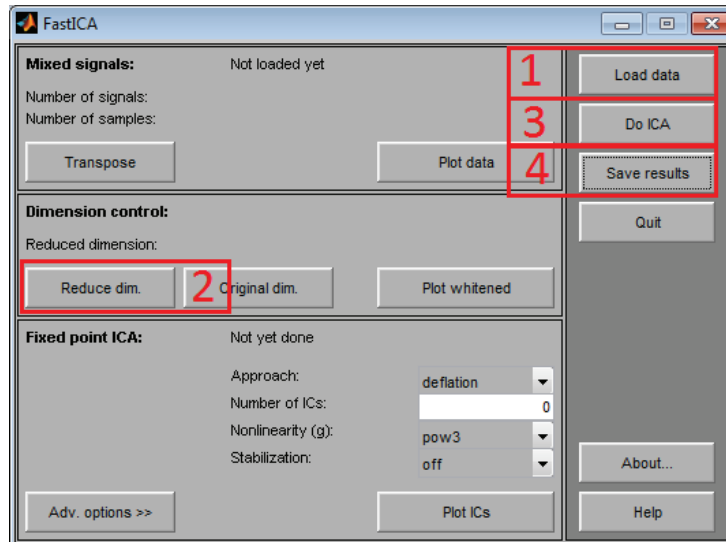 FastICA
Mixed signals: Not loaded yet 1 Load data
Number of signals:
Number of samples:
3 Do ICA
Transpose Plot data 4 Save results
Dimension control:
Quit
Reduced dimension:
Reduce dim. 2 Original dim. Plot whitened
Fixed point ICA: Not yet done
Approach: deflation
Number of ICs: 0
Nonlinearity (g): pow3
Stabilization: off
About...
Adv. options >> Plot ICs Help